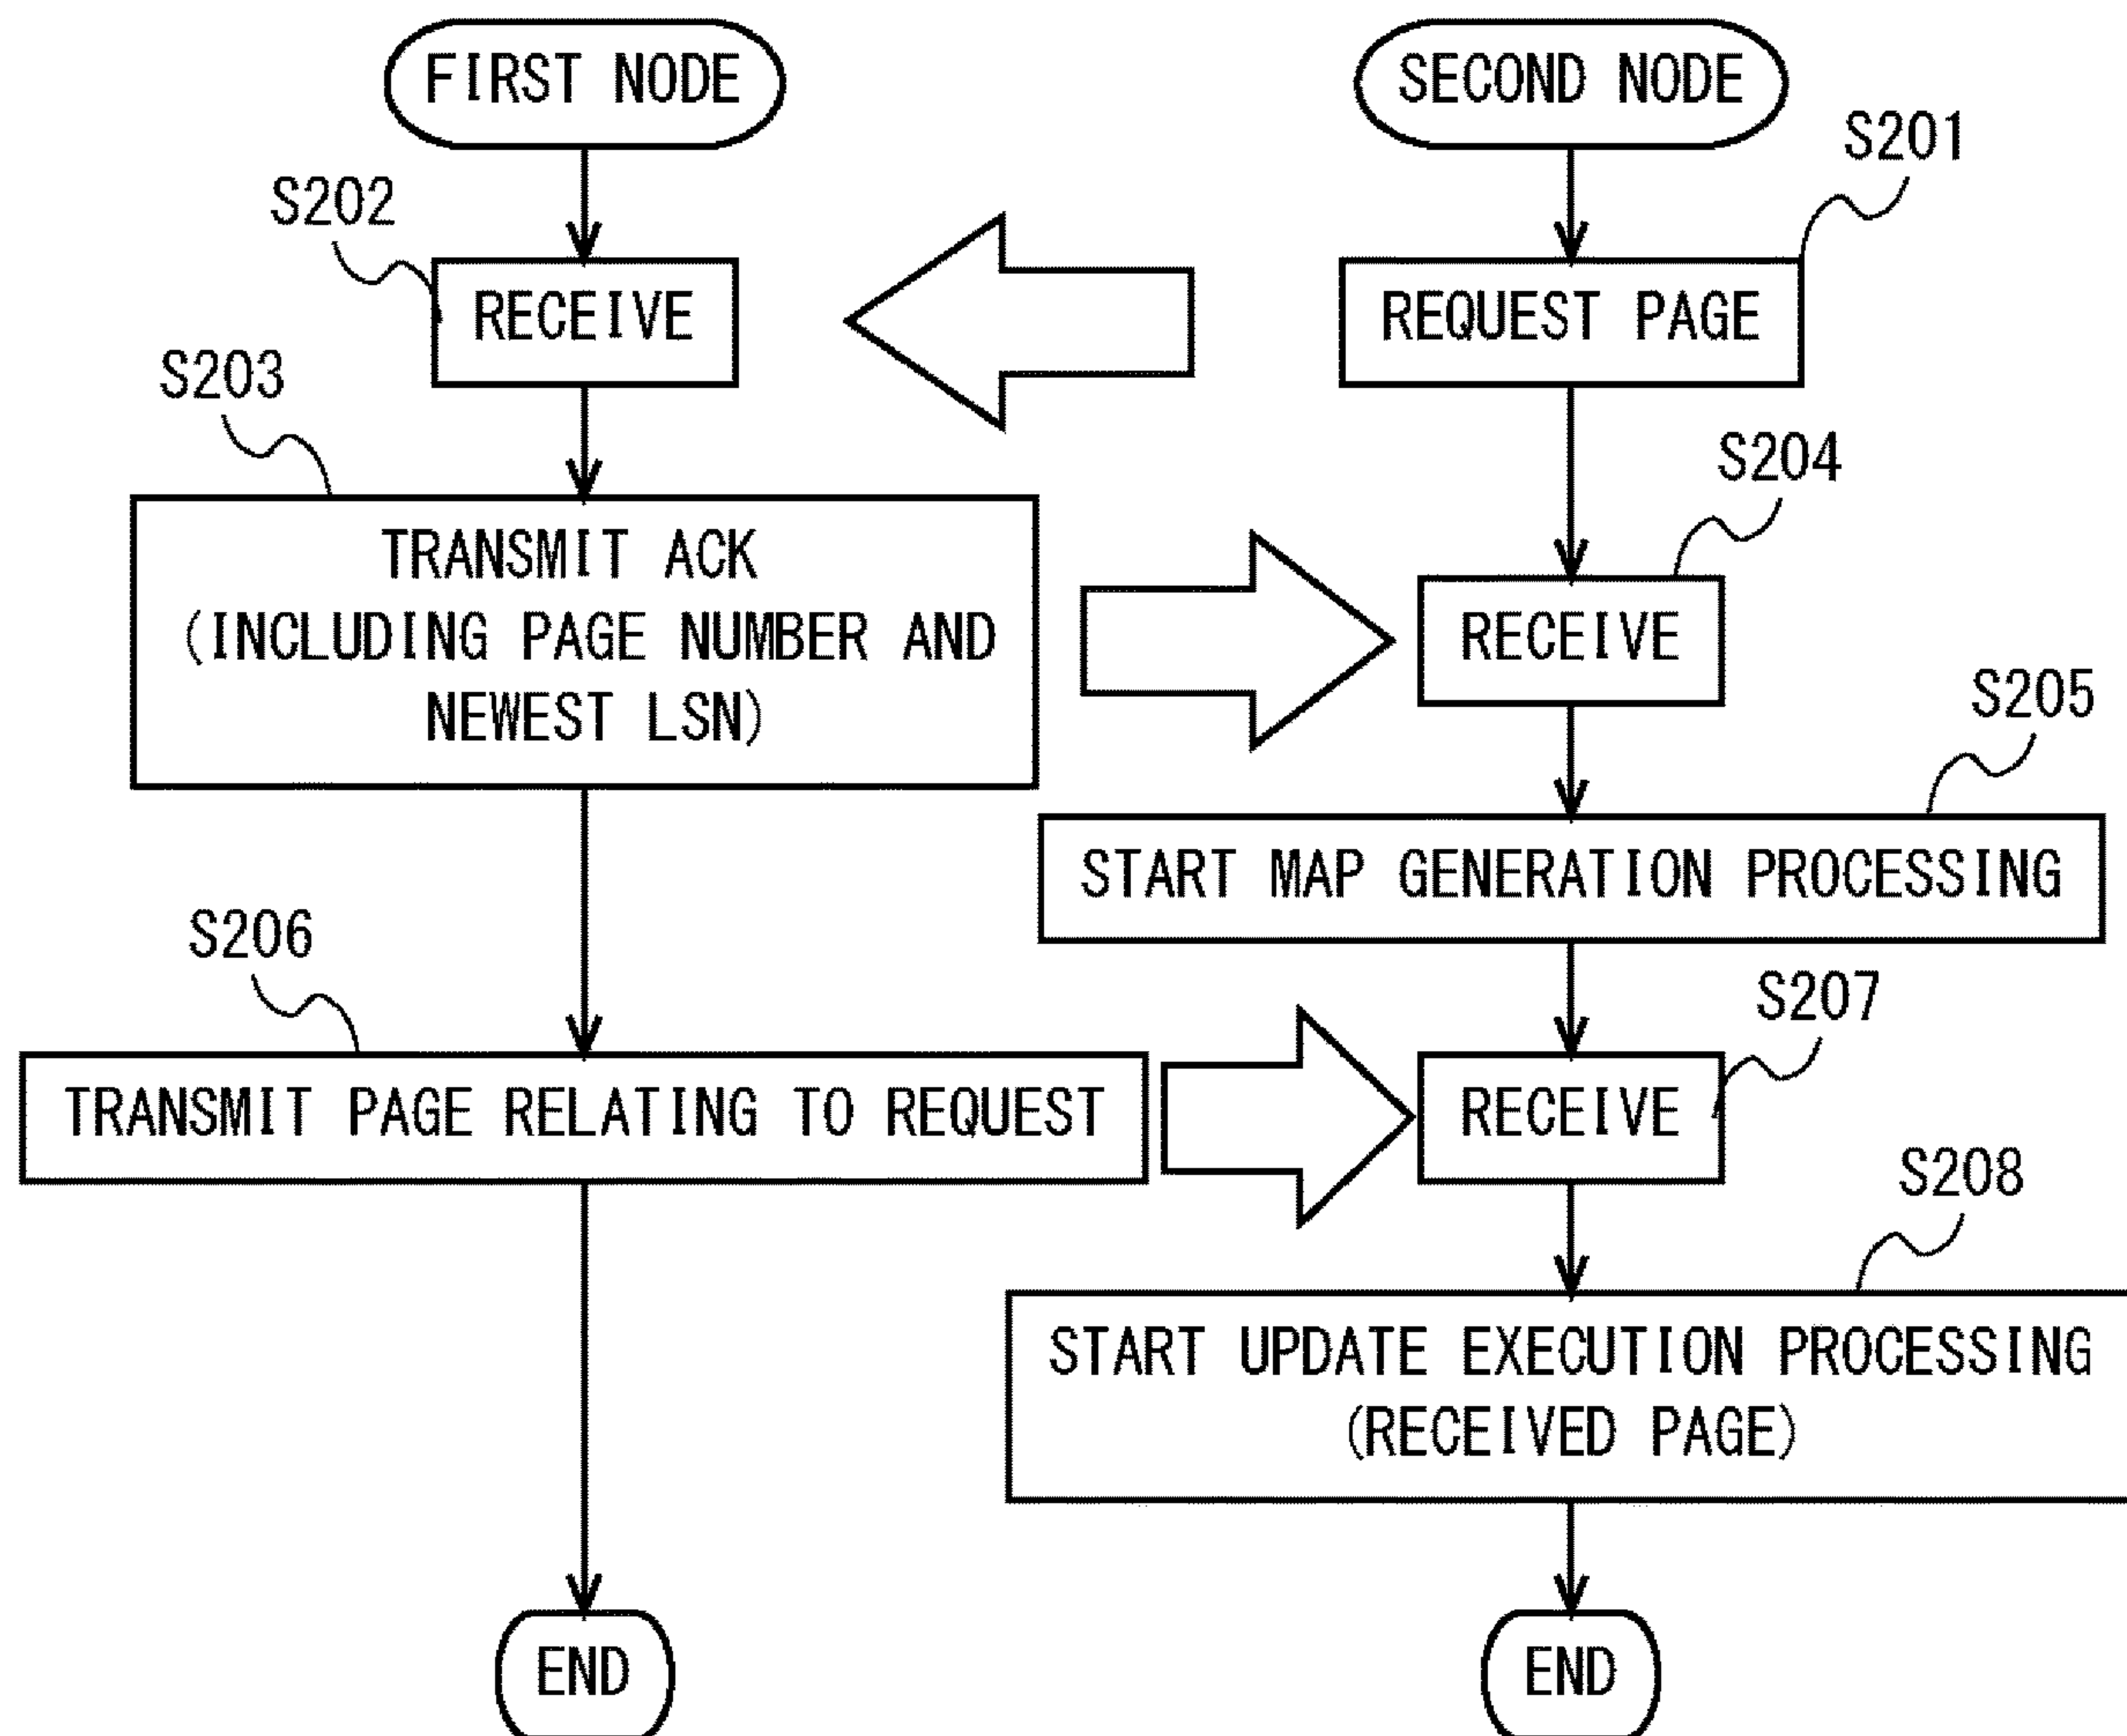 FIRST NODE
SECOND NODE
S201
S202
RECEIVE
REQUEST PAGE
S203
S204
TRANSMIT ACK
(INCLUDING PAGE NUMBER AND
NEWEST LSN)
RECEIVE
S205
START MAP GENERATION PROCESSING
S206
S207
TRANSMIT PAGE RELATING TO REQUEST
RECEIVE
S208
START UPDATE EXECUTION PROCESSING
(RECEIVED PAGE)
END
END